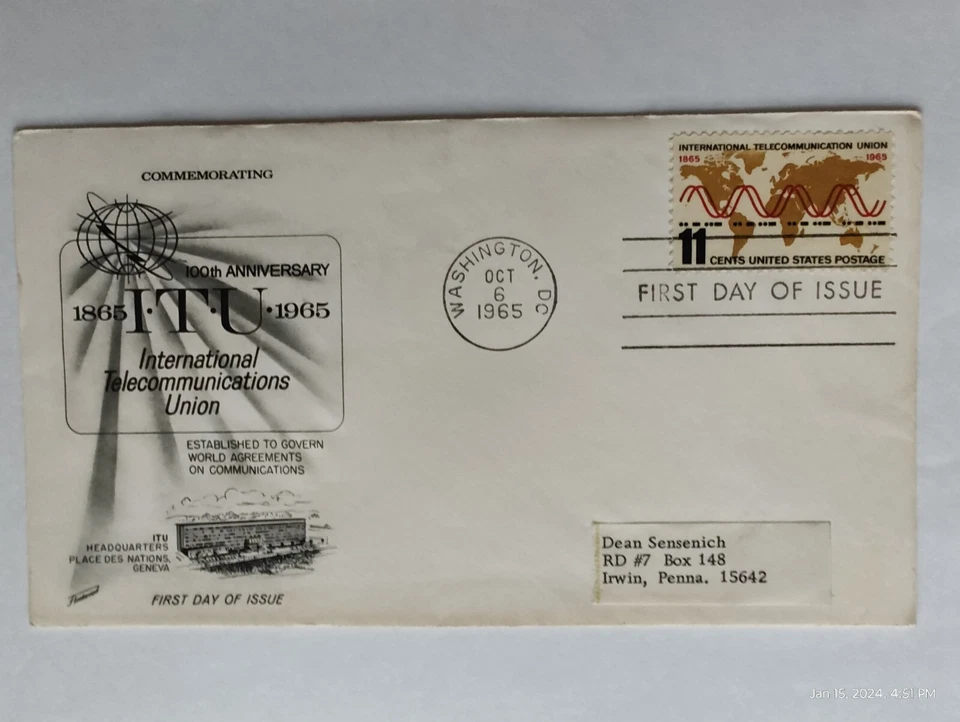 COMMEMORATING
100th ANNIVERSARY
1865 I·T·U·1965
International
Telecommunications
Union
ESTABLISHED TO GOVERN
WORLD AGREEMENTS
ON COMMUNICATIONS
ITU
HEADQUARTERS
PLACE DES NATIONS,
GENEVA
Fleetwood
FIRST DAY OF ISSUE
WASHINGTON, DC
OCT
6
1965
INTERNATIONAL TELECOMMUNICATION UNION
1865 1965
11 CENTS UNITED STATES POSTAGE
FIRST DAY OF ISSUE
Dean Sensenich
RD #7 Box 148
Irwin, Penna. 15642
Jan 15, 2024, 4:51 PM